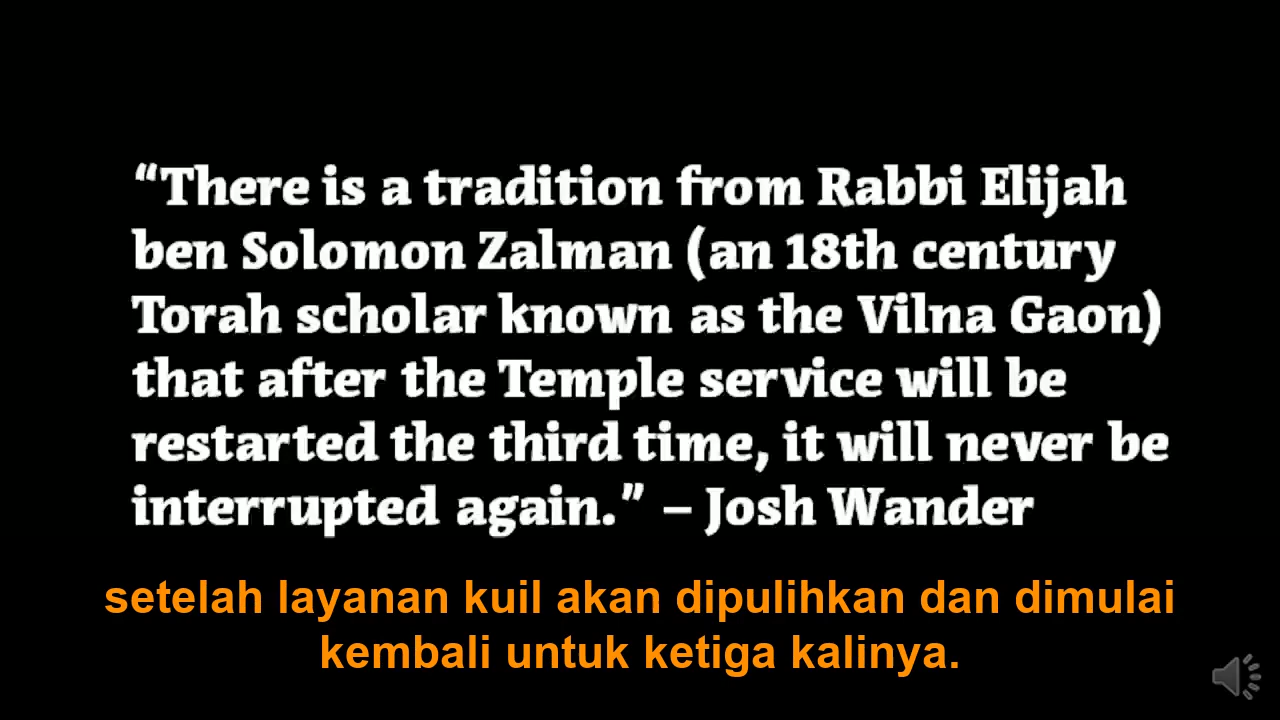 “There is a tradition from Rabbi Elijah
ben Solomon Zalman (an 18th century
Torah scholar known as the Vilna Gaon)
that after the Temple service will be
restarted the third time, it will never be
interrupted again.” – Josh Wander
setelah layanan kuil akan dipulihkan dan dimulai
kembali untuk ketiga kalinya.